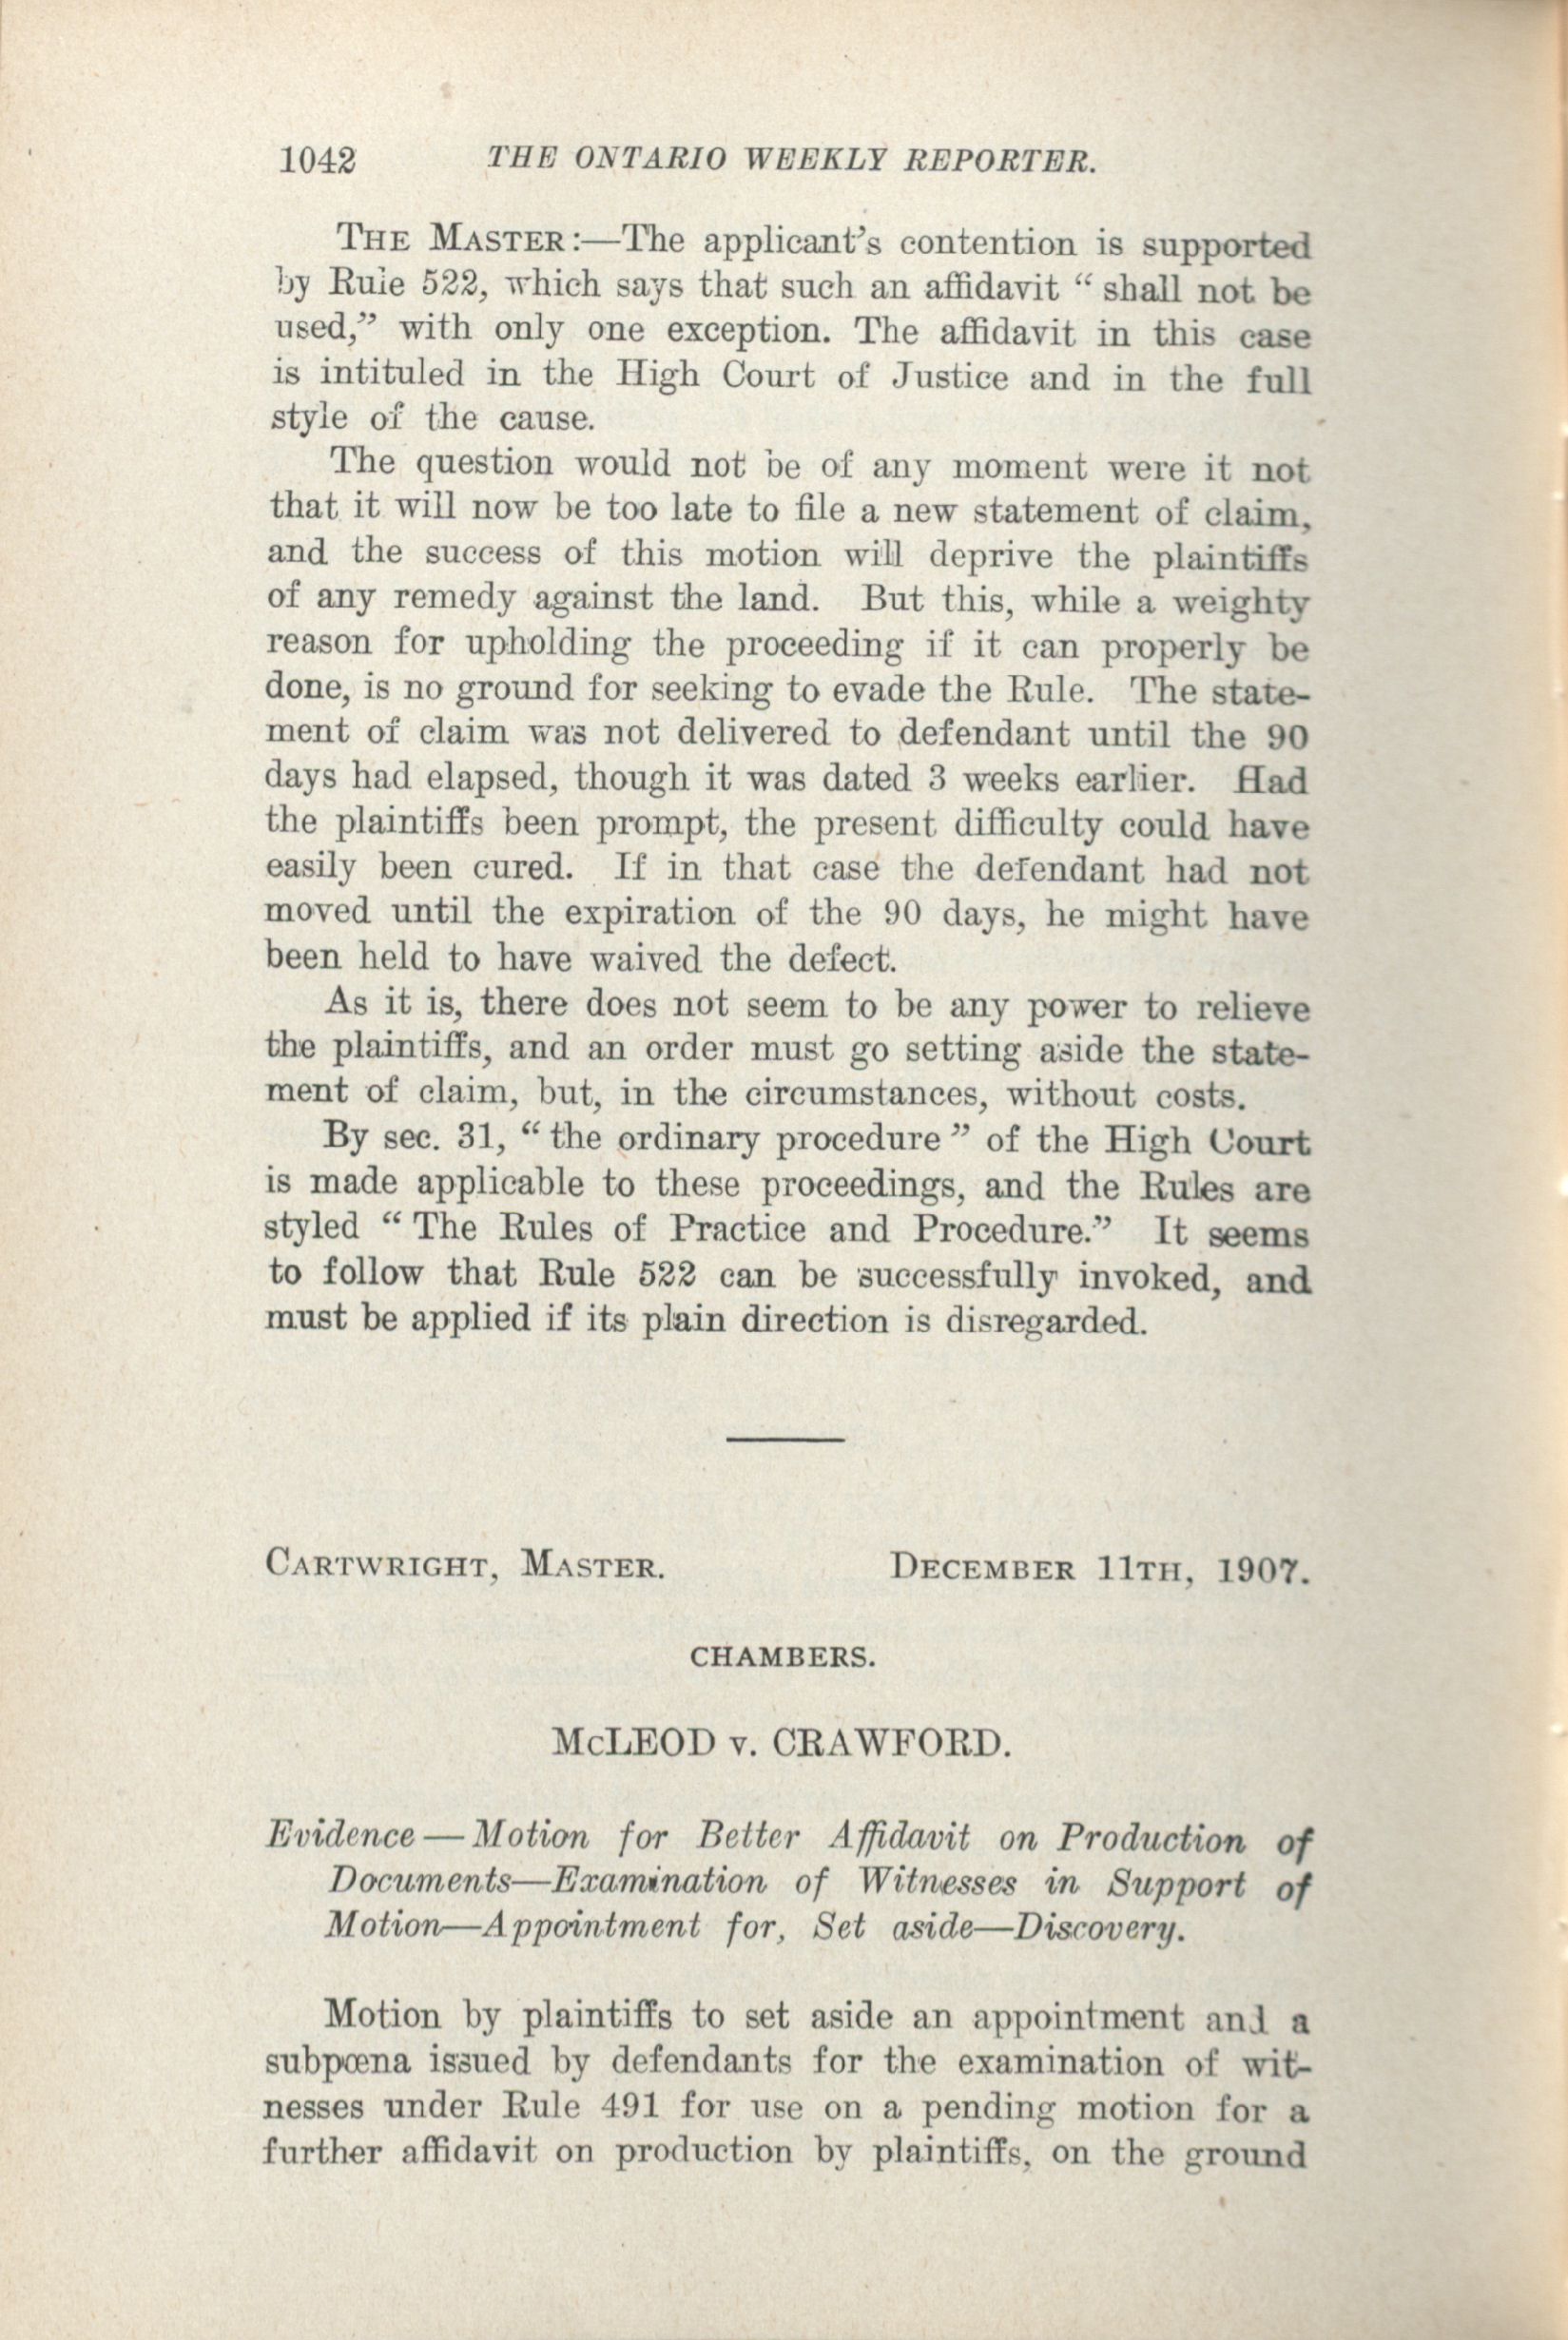 1042 THE ONTARIO WEEKLY REPORTER.
THE MASTER:—The applicant's contention is supported
by Rule 522, which says that such an affidavit “ shall not be
used,” with only one exception. The affidavit in this case
is intituled in the High Court of Justice and in the full
style of the cause.
The question would not be of any moment were it not
that it will now be too late to file a new statement of claim,
and the success of this motion will deprive the plaintiffs
of any remedy against the land. But this, while a weighty
reason for upholding the proceeding if it can properly be
done, is no ground for seeking to evade the Rule. The state-
ment of claim was not delivered to defendant until the 90
days had elapsed, though it was dated 3 weeks earlier. Had
the plaintiffs been prompt, the present difficulty could have
easily been cured. If in that case the defendant had not
moved until the expiration of the 90 days, he might have
been held to have waived the defect.
As it is, there does not seem to be any power to relieve
the plaintiffs, and an order must go setting aside the state-
ment of claim, but, in the circumstances, without costs.
By sec. 31, “ the ordinary procedure ” of the High Court
is made applicable to these proceedings, and the Rules are
styled “ The Rules of Practice and Procedure.” It seems
to follow that Rule 522 can be successfully invoked, and
must be applied if its plain direction is disregarded.
CARTWRIGHT, MASTER. DECEMBER 11TH, 1907.
CHAMBERS.
McLEOD v. CRAWFORD.
Evidence — Motion for Better Affidavit on Production of
Documents—Examination of Witnesses in Support of
Motion—Appointment for, Set aside—Discovery.
Motion by plaintiffs to set aside an appointment and a
subpœna issued by defendants for the examination of wit-
nesses under Rule 491 for use on a pending motion for a
further affidavit on production by plaintiffs, on the ground